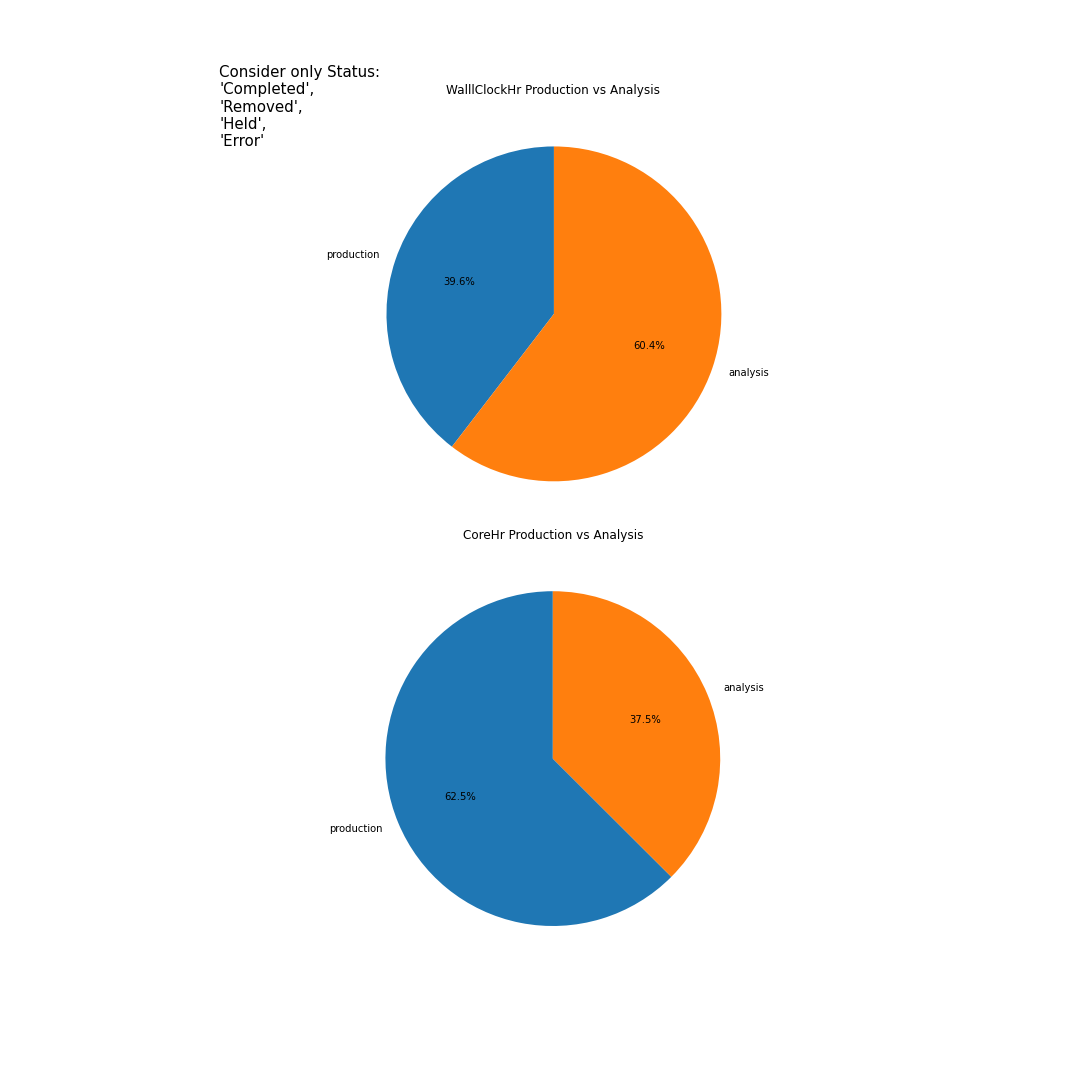 Consider only Status:
'Completed',
'Removed',
'Held',
'Error'
WalllClockHr Production vs Analysis
production
39.6%
60.4%
analysis
CoreHr Production vs Analysis
analysis
37.5%
62.5%
production